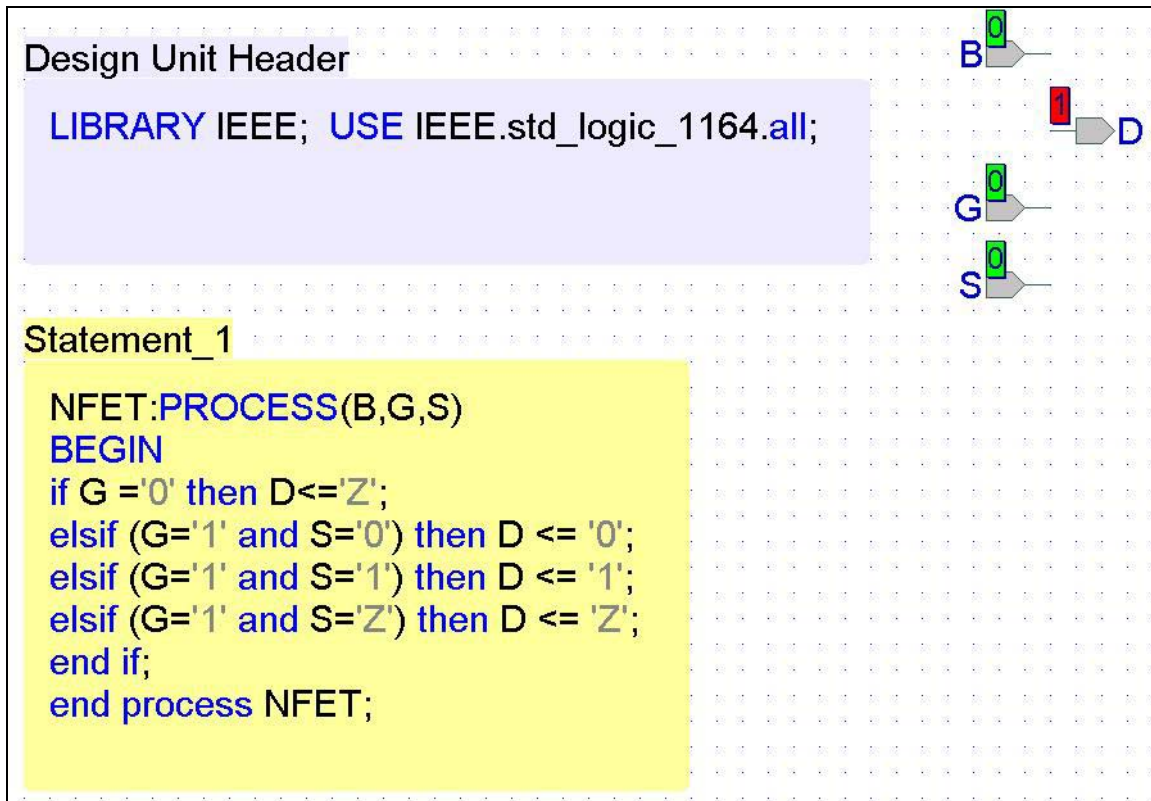 Design Unit Header
LIBRARY IEEE;  USE IEEE.std_logic_1164.all;
0
B
1
D
0
G
0
S
Statement_1
NFET:PROCESS(B,G,S)
BEGIN
if G ='0' then D<='Z';
elsif (G='1' and S='0') then D <= '0';
elsif (G='1' and S='1') then D <= '1';
elsif (G='1' and S='Z') then D <= 'Z';
end if;
end process NFET;